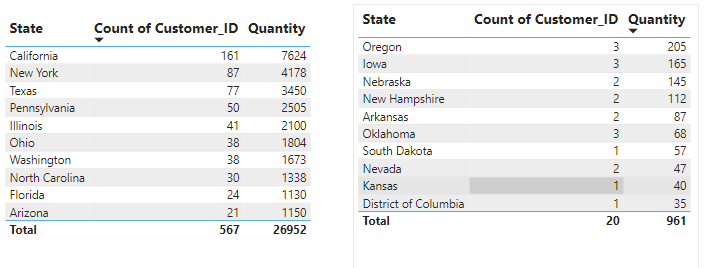 State Count of Customer_ID Quantity
California 161 7624
New York 87 4178
Texas 77 3450
Pennsylvania 50 2505
Illinois 41 2100
Ohio 38 1804
Washington 38 1673
North Carolina 30 1338
Florida 24 1130
Arizona 21 1150
Total 567 26952
State Count of Customer_ID Quantity
Oregon 3 205
Iowa 3 165
Nebraska 2 145
New Hampshire 2 112
Arkansas 2 87
Oklahoma 3 68
South Dakota 1 57
Nevada 2 47
Kansas 1 40
District of Columbia 1 35
Total 20 961